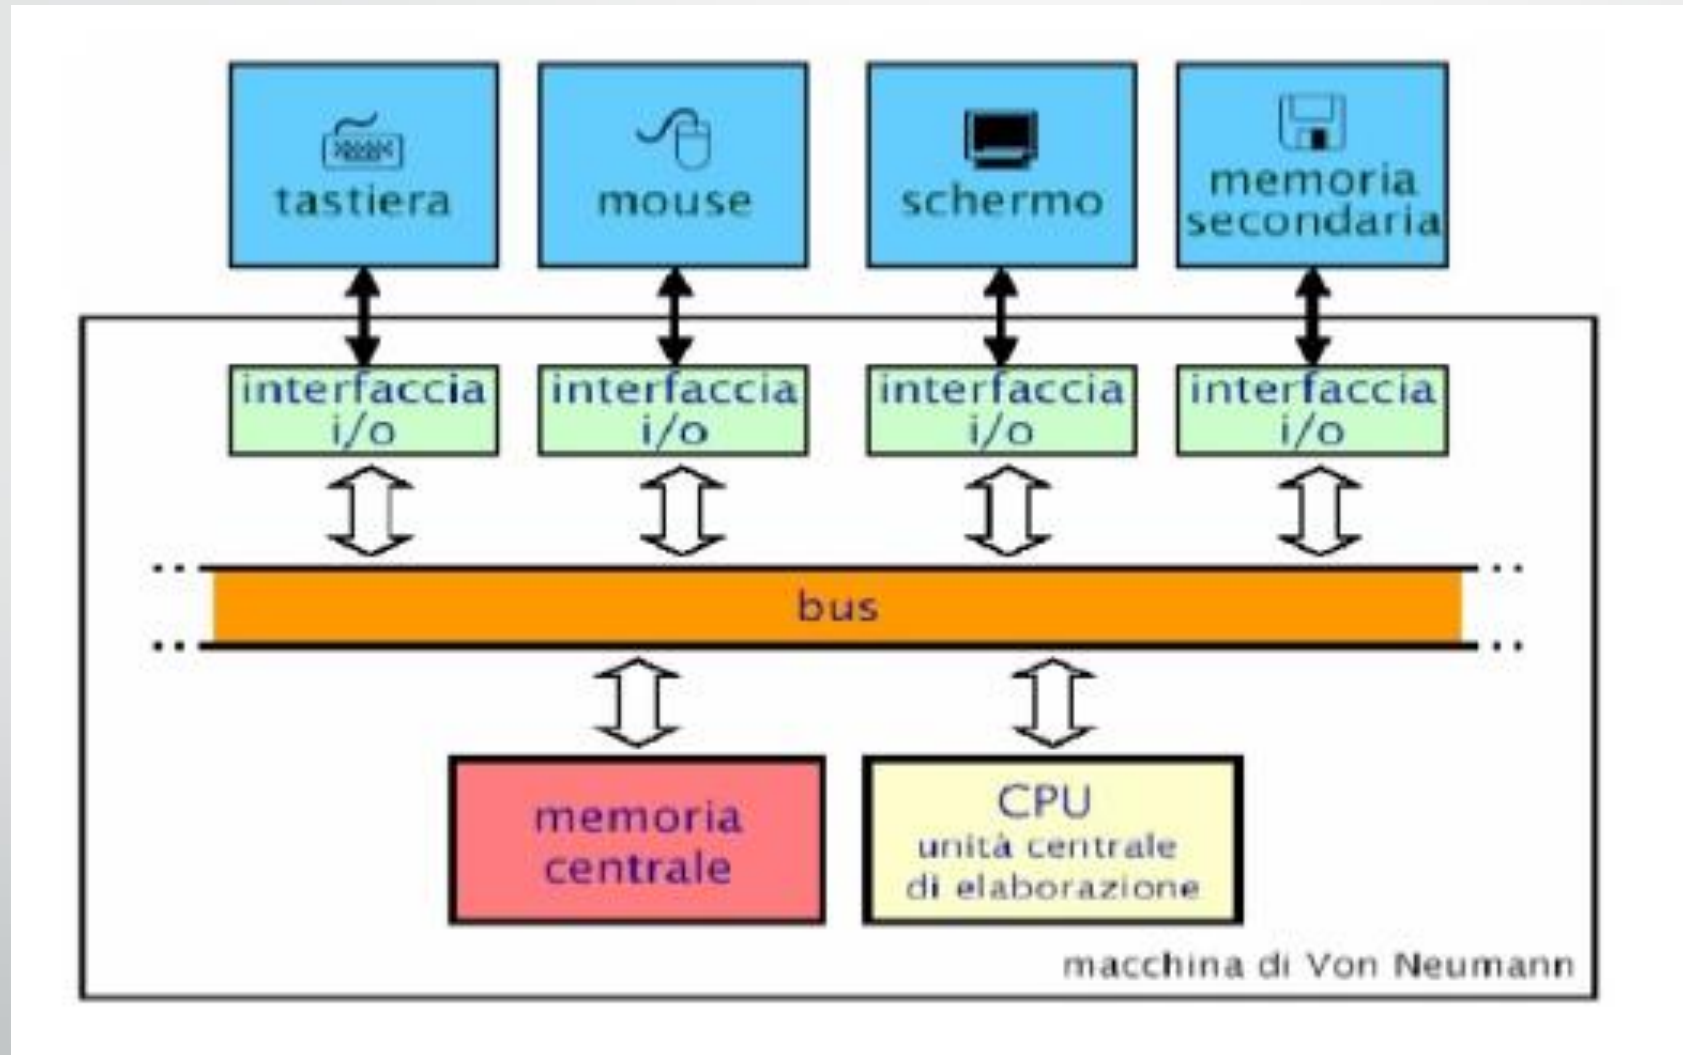 tastiera
mouse
schermo
memoria
secondaria
interfaccia
i/o
interfaccia
i/o
interfaccia
i/o
interfaccia
i/o
bus
memoria
centrale
CPU
unità centrale
di elaborazione
macchina di Von Neumann